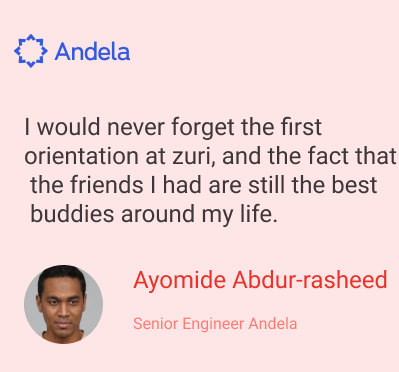 Andela
I would never forget the first
orientation at zuri, and the fact that
the friends I had are still the best
buddies around my life.
Ayomide Abdur-rasheed
Senior Engineer Andela